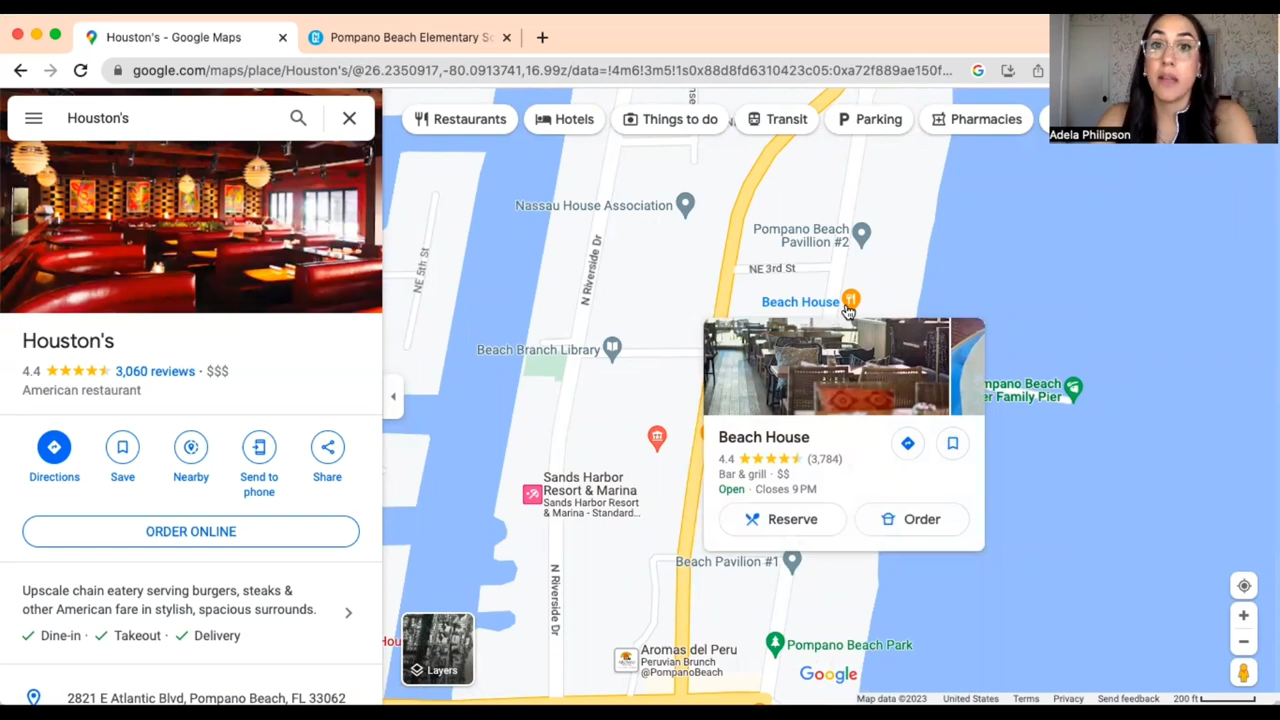 Houston's - Google Maps
Pompano Beach Elementary Sc
google.com/maps/place/Houston's/@26.2350917,-80.0913741,16.99z/data=!4m6!3m5!1s0x88d8fd6310423c05:0xa72f889ae150f...
Adela Philipson
Houston's
Restaurants
Hotels
Things to do
Transit
Parking
Pharmacies
Houston's
4.4
3,060 reviews · $$$
American restaurant
Directions
Save
Nearby
Send to
phone
Share
ORDER ONLINE
Upscale chain eatery serving burgers, steaks &
other American fare in stylish, spacious surrounds.
Dine-in · Takeout · Delivery
2821 E Atlantic Blvd, Pompano Beach, FL 33062
Nassau House Association
Pompano Beach
Pavillion #2
NE 3rd St
NE 5th St
N Riverside Dr
Beach House
Beach Branch Library
mpano Beach
er Family Pier
Beach House
4.4 (3,784)
Bar & grill · $$
Open · Closes 9 PM
Reserve
Order
Sands Harbor
Resort & Marina
Sands Harbor Resort
& Marina - Standard...
Beach Pavilion #1
N Riverside Dr
Hou
Layers
Aromas del Peru
Peruvian Brunch
@PompanoBeach
Pompano Beach Park
Google
Map data ©2023
United States
Terms
Privacy
Send feedback
200 ft